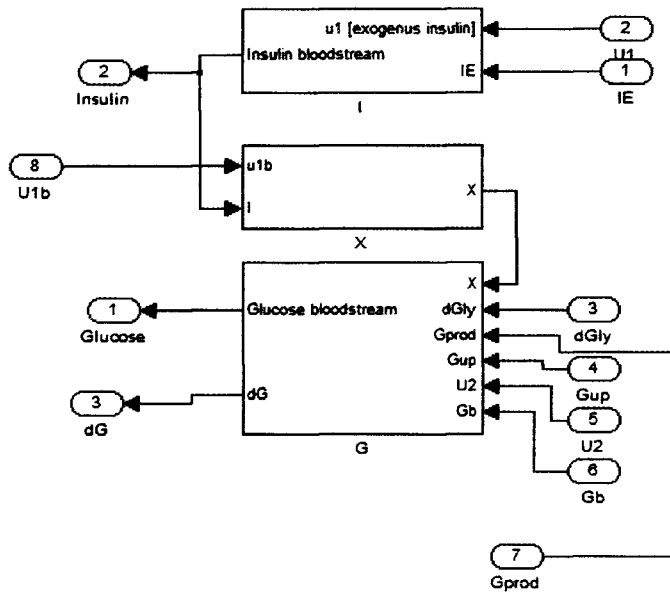 u1 [exogenus insulin]
2
U1
Insulin bloodstream
2
IE
1
Insulin
IE
I
8
u1b
U1b
X
I
X
X
1
Glucose bloodstream
dGly
3
Glucose
Gprod
dGly
Gup
4
3
dG
U2
Gup
dG
Gb
5
G
U2
6
Gb
7
Gprod